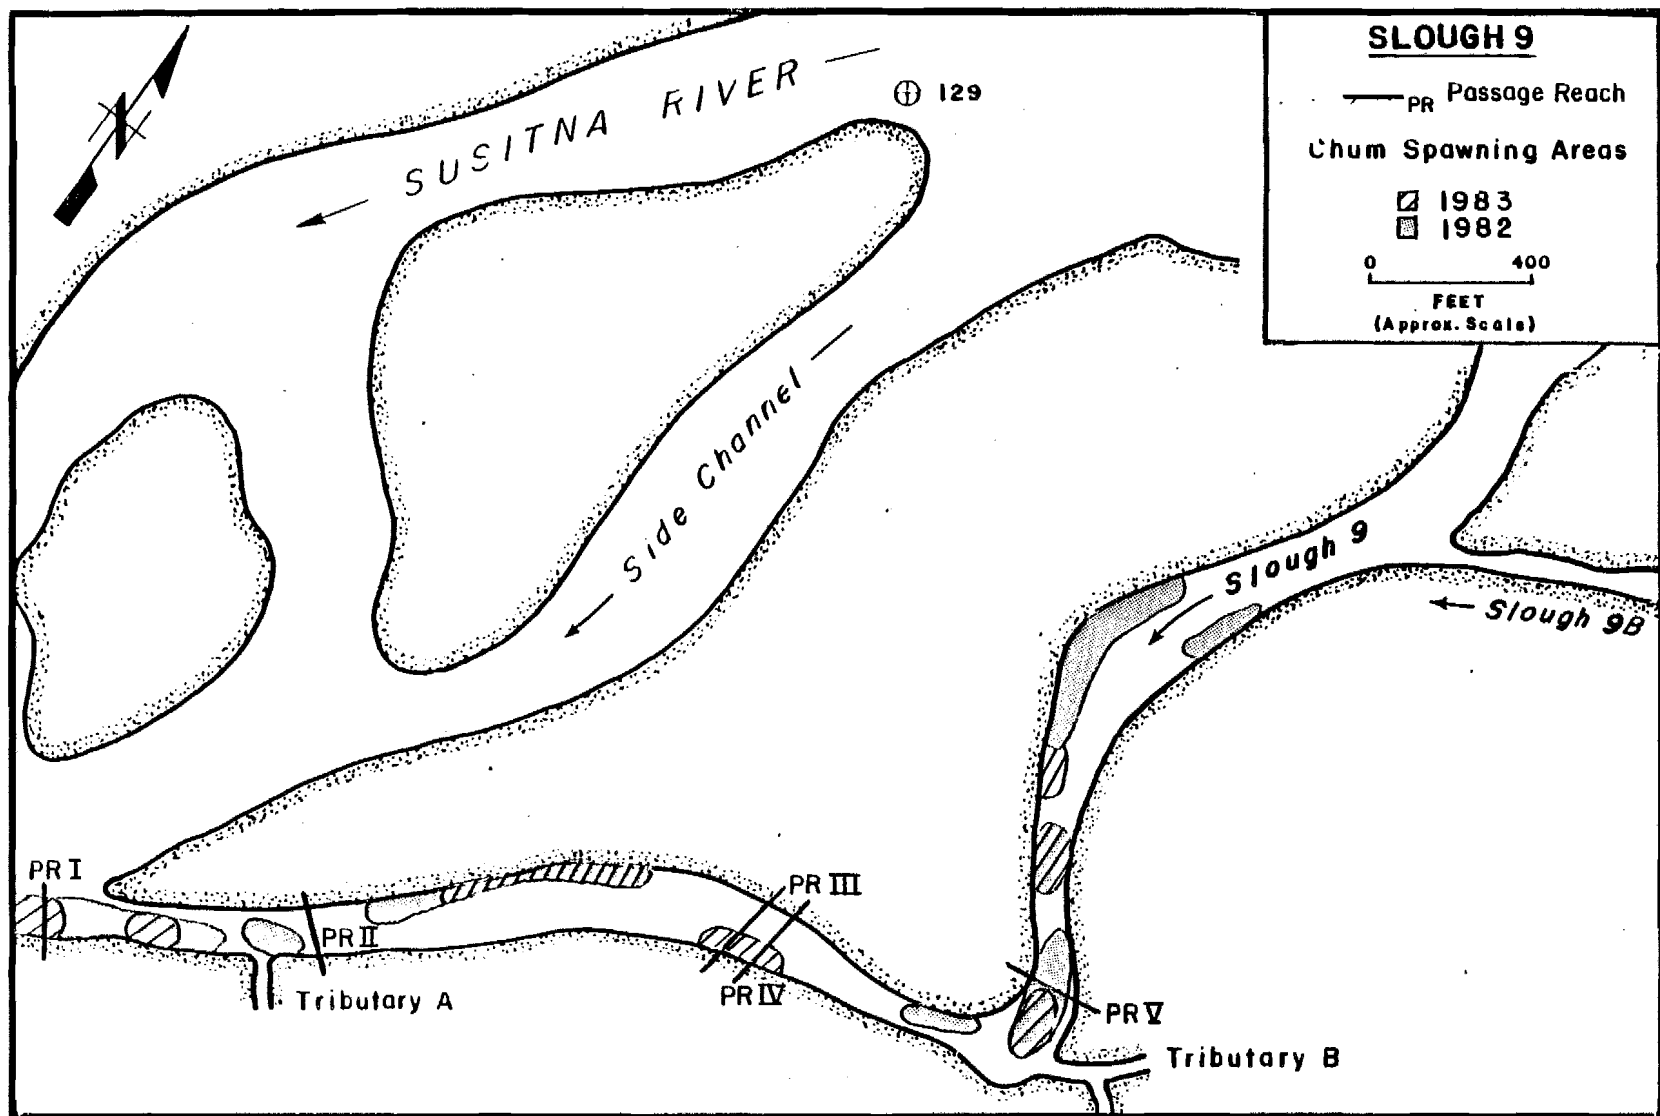 SLOUGH 9
PR Passage Reach
Chum Spawning Areas
1983
1982
0 400
FEET
(Approx. Scale)
SUSITNA RIVER
129
Side Channel
Slough 9
Slough 9B
PR I
PR II
PR III
PR IV
PR V
Tributary A
Tributary B